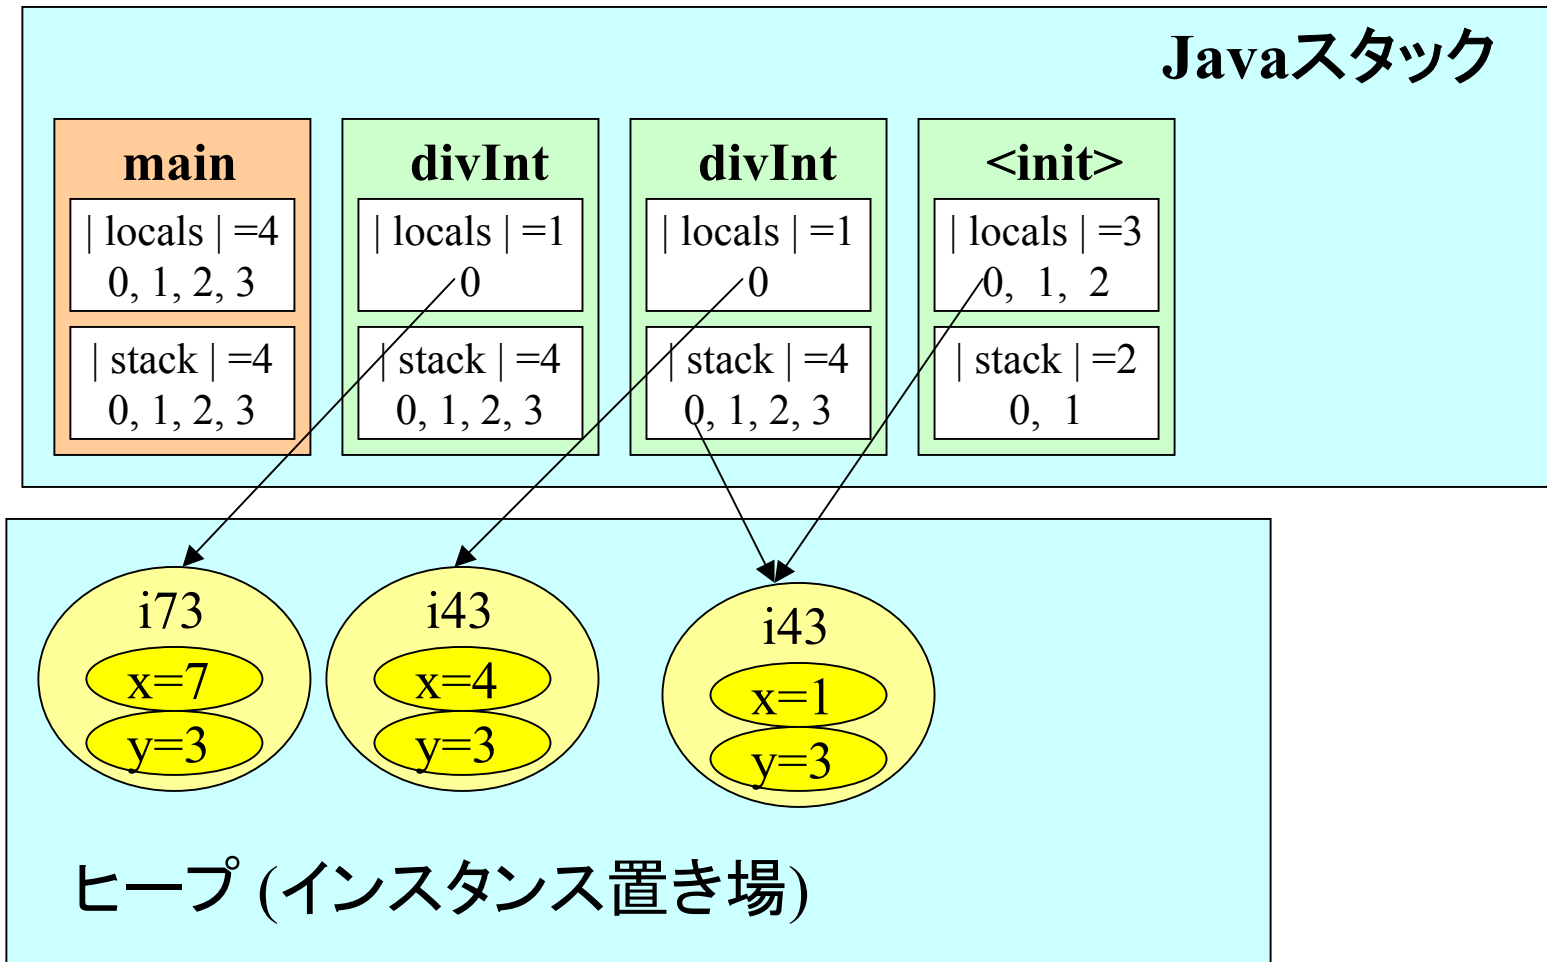 Javaスタック
main
| locals | =4
0, 1, 2, 3
| stack | =4
0, 1, 2, 3
divInt
| locals | =1
0
| stack | =4
0, 1, 2, 3
divInt
| locals | =1
0
| stack | =4
0, 1, 2, 3
<init>
| locals | =3
0, 1, 2
| stack | =2
0, 1
i73
x=7
y=3
i43
x=4
y=3
i43
x=1
y=3
ヒープ (インスタンス置き場)